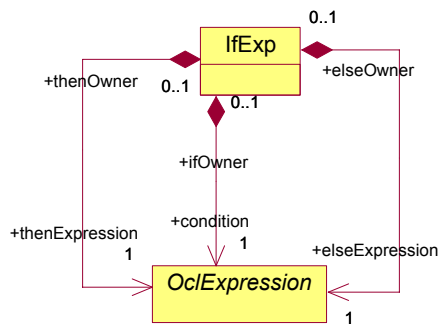 0..1
IfExp
+thenOwner
+elseOwner
0..1
0..1
+ifOwner
+condition
+thenExpression
1
1
+elseExpression
OclExpression
1